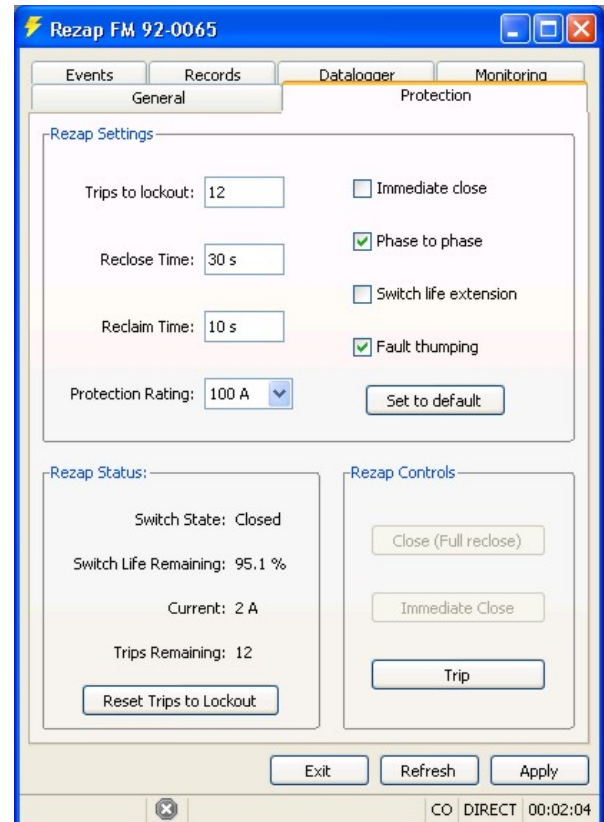 Rezap FM 92-0065
Events Records Datalogger Monitoring
General Protection
Rezap Settings
Trips to lockout: 12
Immediate close
Reclose Time: 30 s
Phase to phase
Switch life extension
Reclaim Time: 10 s
Fault thumping
Protection Rating: 100 A
Set to default
Rezap Status:
Switch State: Closed
Switch Life Remaining: 95.1 %
Current: 2 A
Trips Remaining: 12
Reset Trips to Lockout
Rezap Controls
Close (Full reclose)
Immediate Close
Trip
Exit Refresh Apply
CO DIRECT 00:02:04